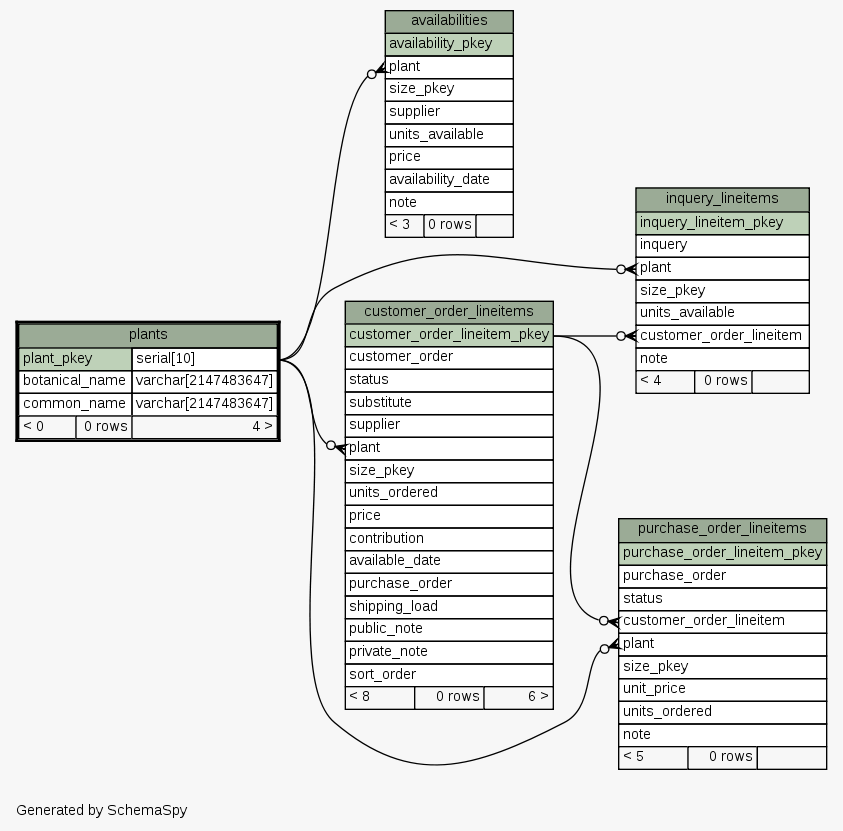 availabilities
availability_pkey
plant
size_pkey
supplier
units_available
price
availability_date
note
< 3 0 rows
inquery_lineitems
inquery_lineitem_pkey
inquery
plant
size_pkey
units_available
customer_order_lineitem
note
< 4 0 rows
plants
plant_pkey serial[10]
botanical_name varchar[2147483647]
common_name varchar[2147483647]
< 0 0 rows 4 >
customer_order_lineitems
customer_order_lineitem_pkey
customer_order
status
substitute
supplier
plant
size_pkey
units_ordered
price
contribution
available_date
purchase_order
shipping_load
public_note
private_note
sort_order
< 8 0 rows 6 >
purchase_order_lineitems
purchase_order_lineitem_pkey
purchase_order
status
customer_order_lineitem
plant
size_pkey
unit_price
units_ordered
note
< 5 0 rows
Generated by SchemaSpy